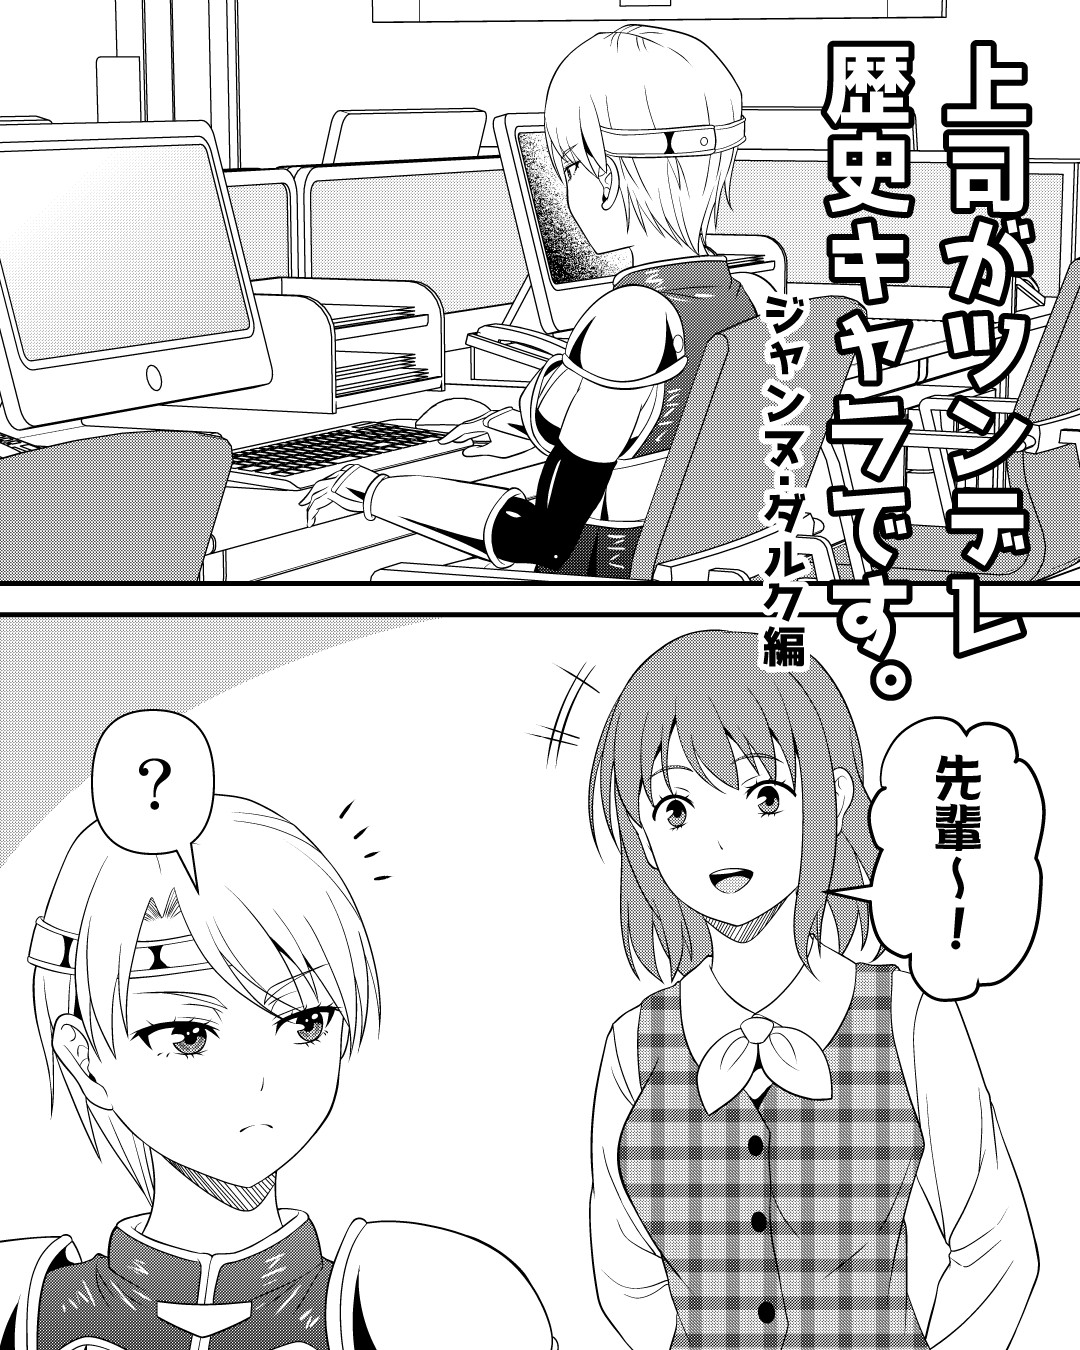 上司がツンデレ
歴史キャラです。
ジャンヌ・ダルク編
先輩〜！
？